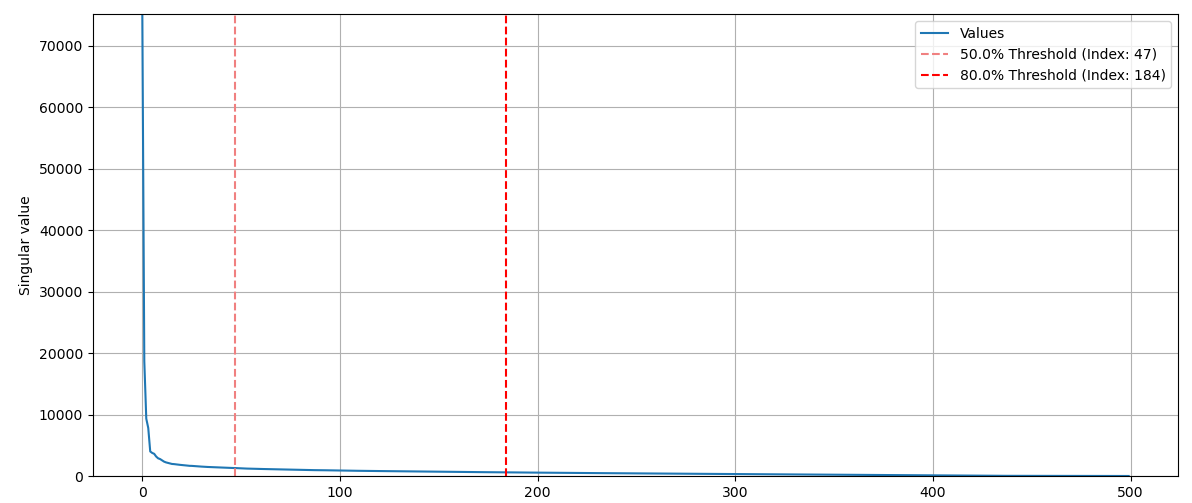 Values
50.0% Threshold (Index: 47)
80.0% Threshold (Index: 184)
Singular value
70000
60000
50000
40000
30000
20000
10000
0
0 100 200 300 400 500